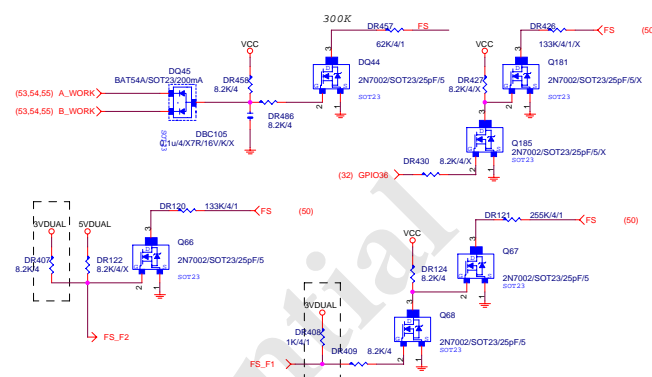 300K
DR457 FS
62K/4/1
DR426 FS (50
133K/4/1/X
VCC
DQ45
BAT54A/SOT23/200mA
DR458
8.2K/4
DQ44
2N7002/SOT23/25pF/5
SOT23
VCC
DR427
8.2K/4/X
Q181
2N7002/SOT23/25pF/5/X
SOT23
(53,54,55) A_WORK
(53,54,55) B_WORK
DR486
8.2K/4
DBC105
0.1u/4/X7R/16V/K/X
Q185
2N7002/SOT23/25pF/5/X
SOT23
(32) GPIO36
DR430 8.2K/4/X
DR120 133K/4/1 FS (50)
3VDUAL 5VDUAL
DR407
8.2K/4
DR122
8.2K/4/X
Q66
2N7002/SOT23/25pF/5
SOT23
FS_F2
DR121 255K/4/1 FS (50)
VCC
DR124
8.2K/4
Q67
2N7002/SOT23/25pF/5
SOT23
3VDUAL
DR408
1K/4/1
Q68
2N7002/SOT23/25pF/5
SOT23
FS_F1
DR409 8.2K/4
ntial